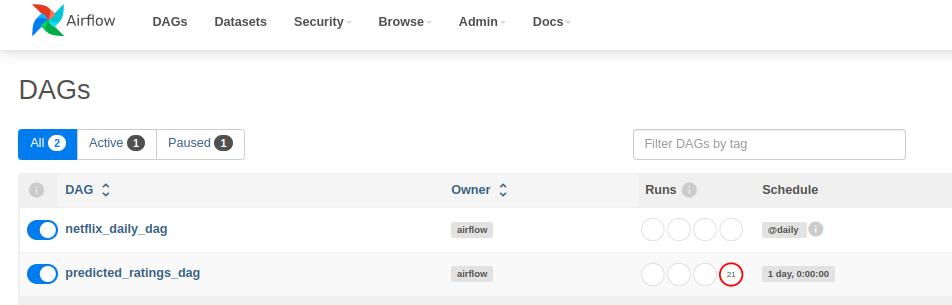 Airflow DAGs Datasets Security Browse Admin Docs
DAGs
All 2 Active 1 Paused 1 Filter DAGs by tag
DAG Owner Runs Schedule
netflix_daily_dag airflow @daily
predicted_ratings_dag airflow 21 1 day, 0:00:00